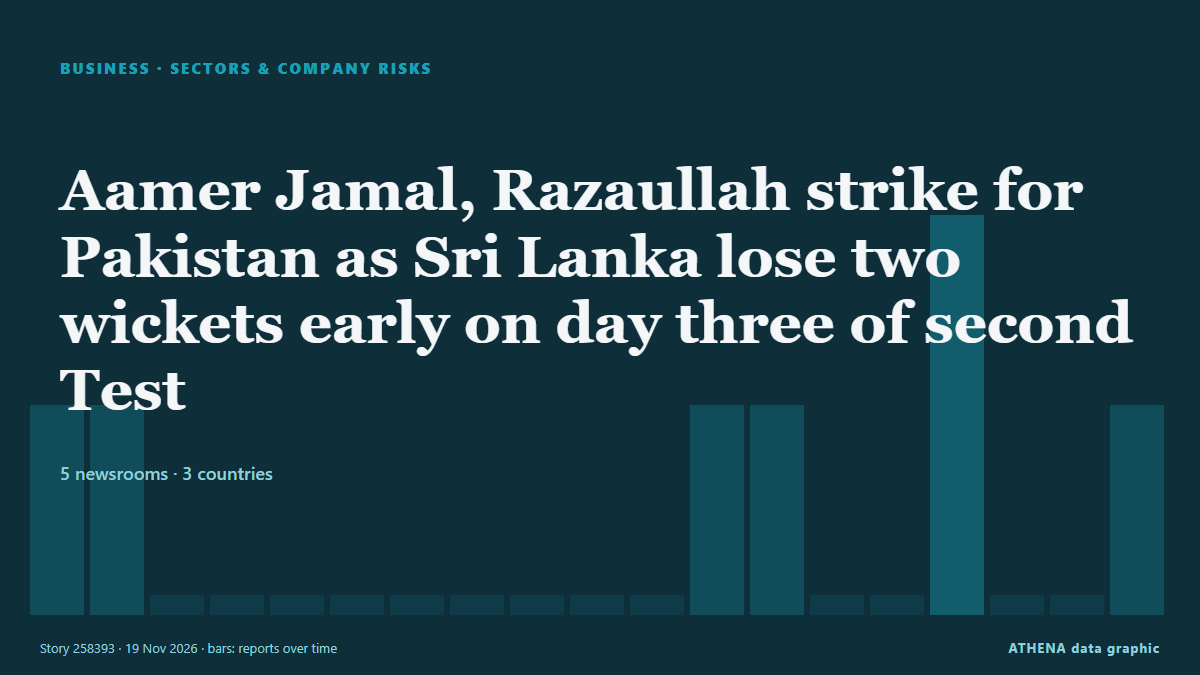 BUSINESS · SECTORS & COMPANY RISKS
Aamer Jamal, Razaullah strike for
Pakistan as Sri Lanka lose two
wickets early on day three of second
Test
5 newsrooms · 3 countries
Story 258393 · 19 Nov 2026 · bars: reports over time
ATHENA data graphic